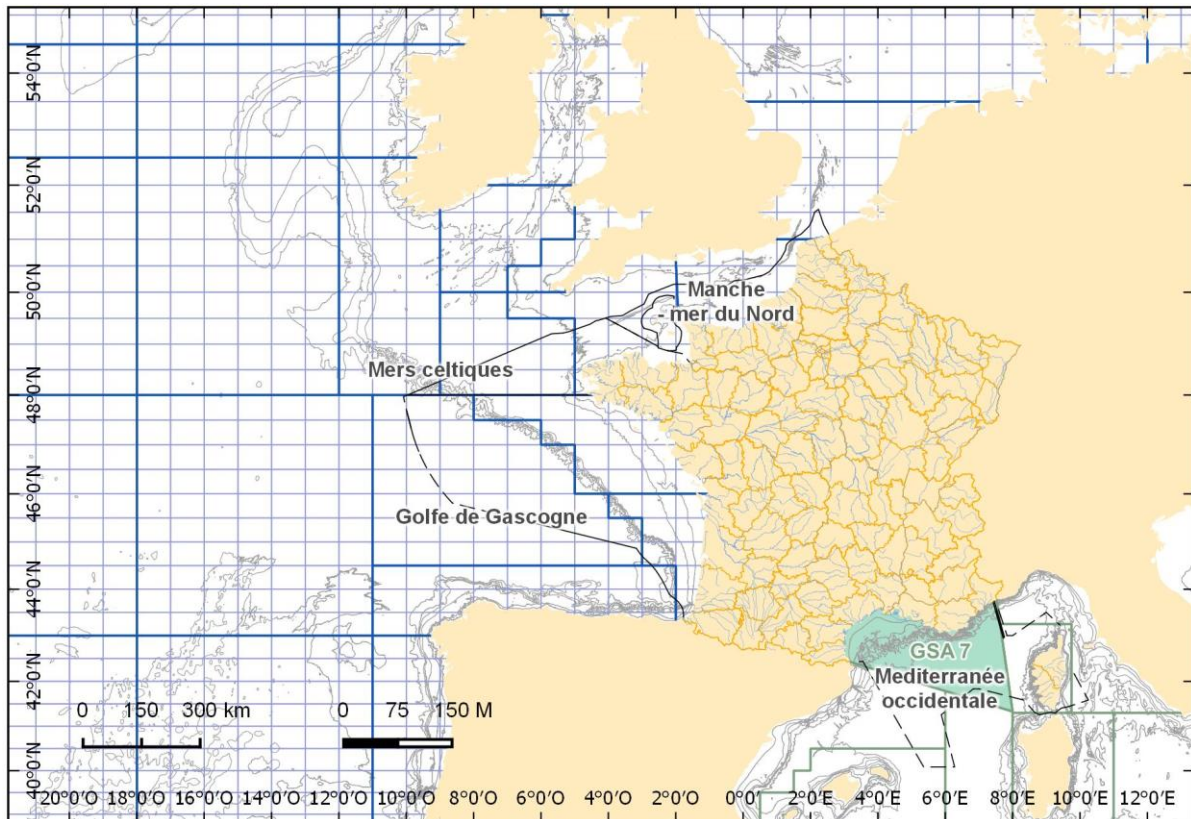 54°0'N
52°0'N
50°0'N
48°0'N
46°0'N
44°0'N
42°0'N
40°0'N
Manche
- mer du Nord
Mers celtiques
Golfe de Gascogne
GSA 7
Mediterranée
occidentale
0 150 300 km
0 75 150 M
20°0'O 18°0'O 16°0'O 14°0'O 12°0'O 10°0'O 8°0'O 6°0'O 4°0'O 2°0'O 0°0' 2°0'E 4°0'E 6°0'E 8°0'E 10°0'E 12°0'E